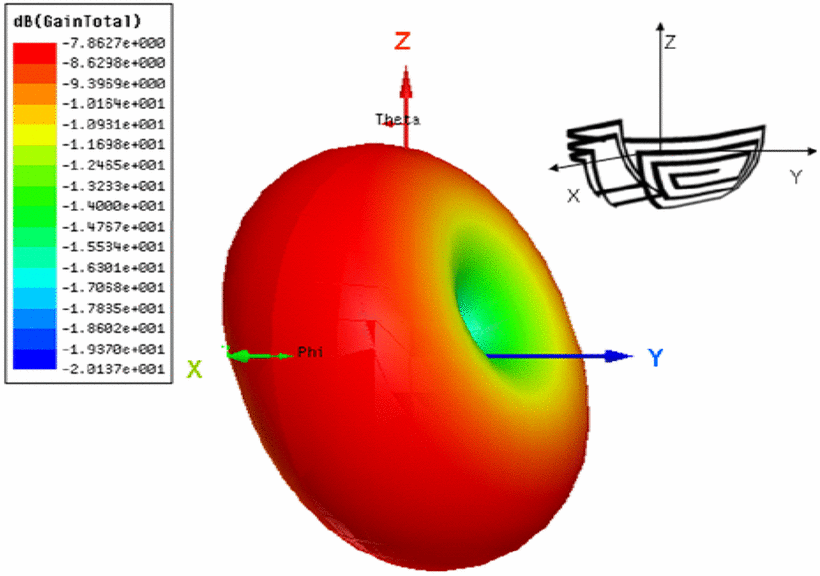 dB(GainTotal)
-7.8627e+000
-8.6298e+000
-9.3969e+000
-1.0164e+001
-1.0931e+001
-1.1698e+001
-1.2465e+001
-1.3233e+001
-1.4000e+001
-1.4767e+001
-1.5534e+001
-1.6301e+001
-1.7068e+001
-1.7835e+001
-1.8602e+001
-1.9370e+001
-2.0137e+001
Z
Theta
X
Phi
Y
Z
X
Y